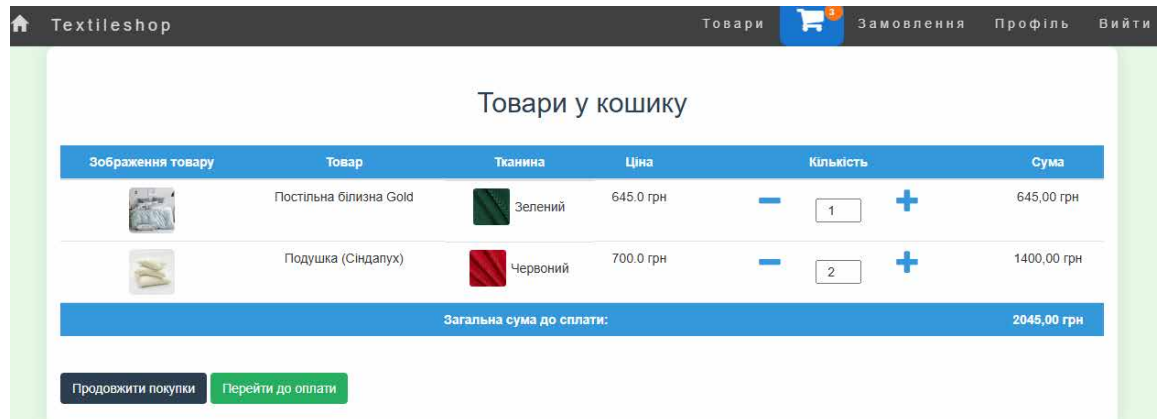 Textileshop Товари 3 Замовлення Профіль Вийти
Товари у кошику
Зображення товару Товар Тканина Ціна Кількість Сума
Постільна білизна Gold Зелений 645.0 грн 1 645,00 грн
Подушка (Сіндапух) Червоний 700.0 грн 2 1400,00 грн
Загальна сума до сплати: 2045,00 грн
Продовжити покупки Перейти до оплати